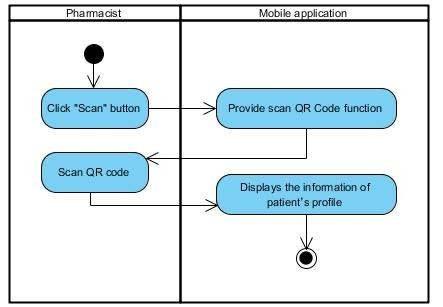 Pharmacist
Mobile application
Click "Scan" button
Provide scan QR Code function
Scan QR code
Displays the information of
patient's profile